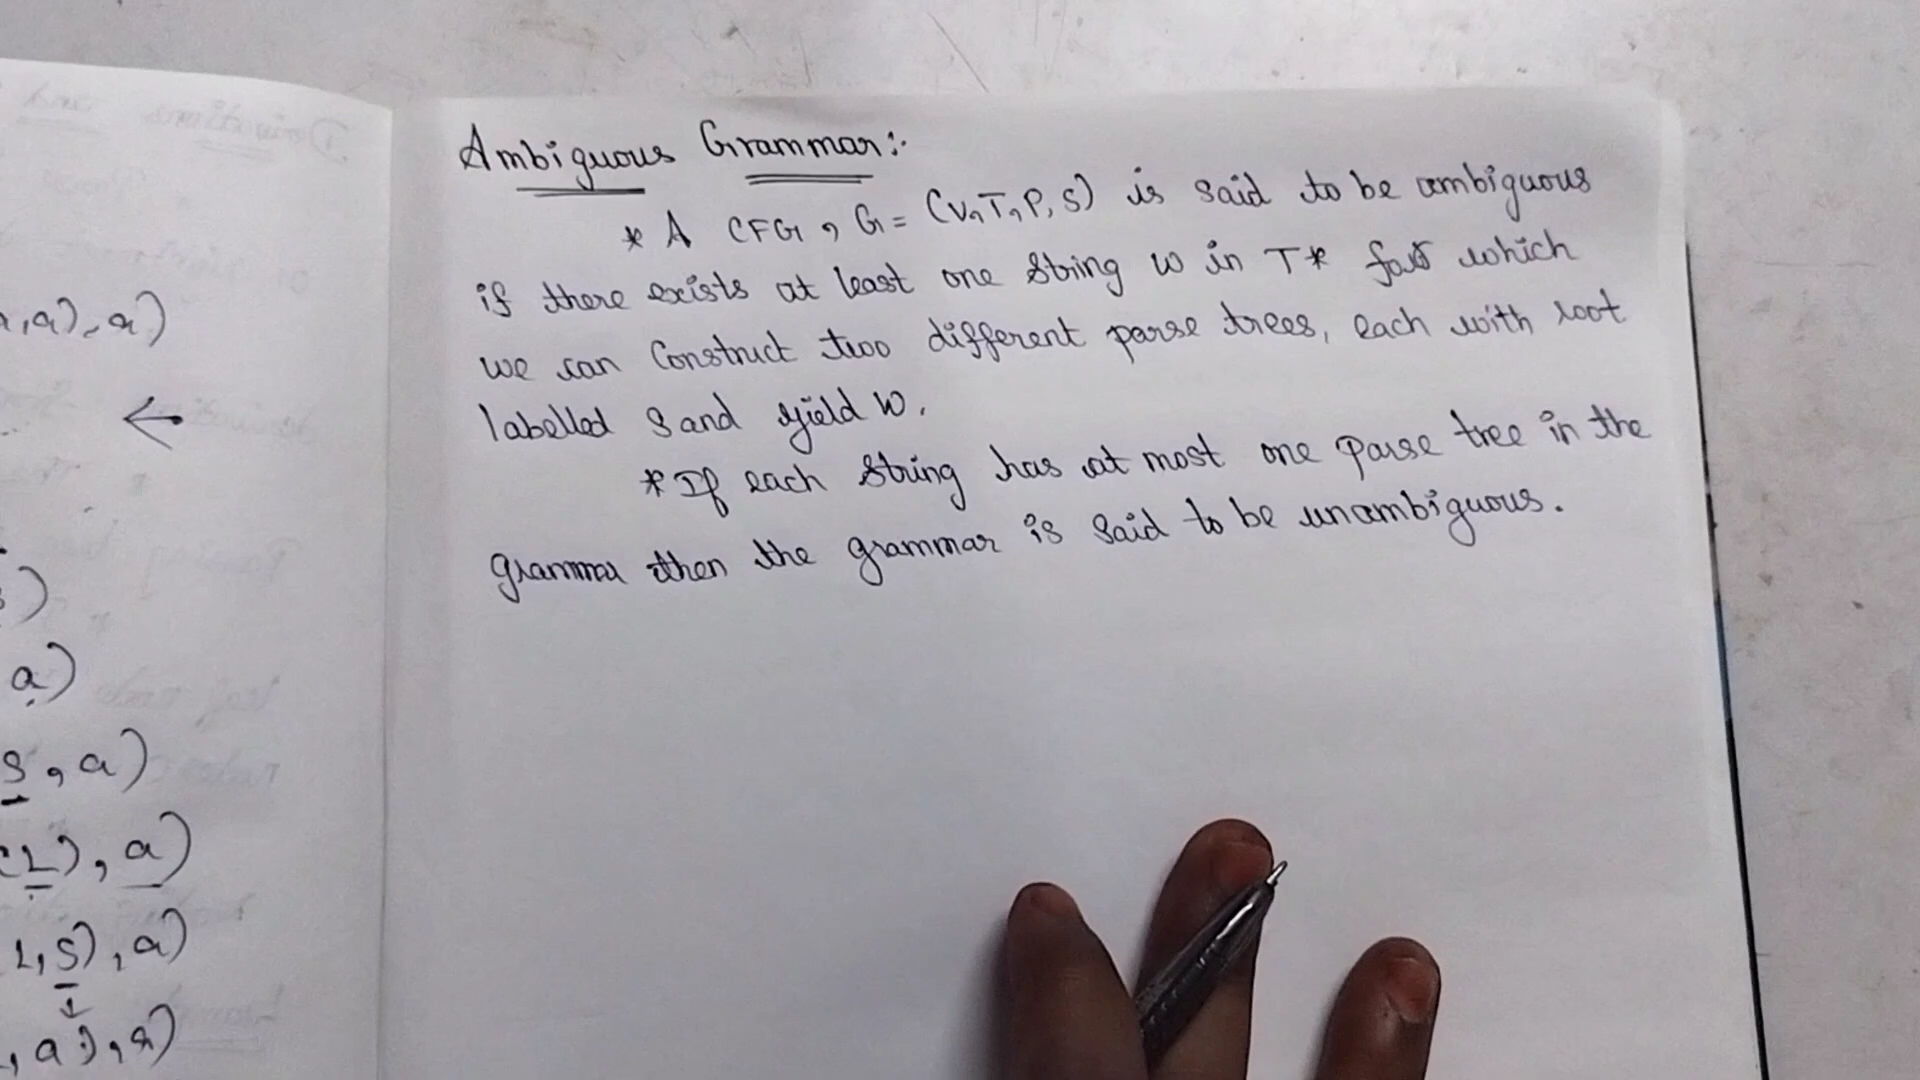 Ambiguous Grammar:-
* A CFG, G = (V, T, P, S) is said to be ambiguous
if there exists at least one string w in T* for which
we can construct two different parse trees, each with root
labelled S and yield w.
* If each string has at most one parse tree in the
gramma then the grammar is said to be unambiguous.
,a),a)
←
)
a)
S,a)
(L),a)
L,S),a)
↓
,a),a)